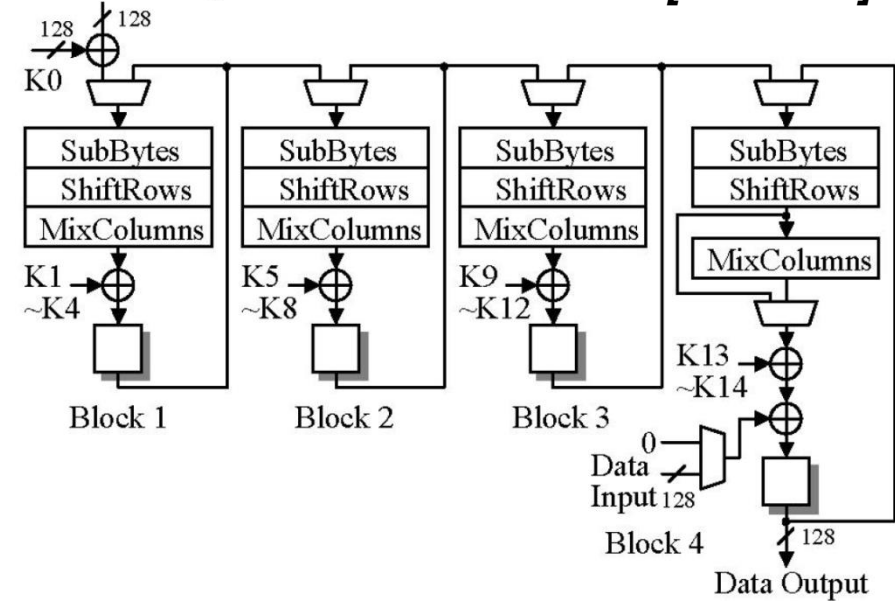 128
128
K0
SubBytes
ShiftRows
MixColumns
K1
~K4
Block 1
SubBytes
ShiftRows
MixColumns
K5
~K8
Block 2
SubBytes
ShiftRows
MixColumns
K9
~K12
Block 3
SubBytes
ShiftRows
MixColumns
K13
~K14
0
Data
Input 128
Block 4
128
Data Output